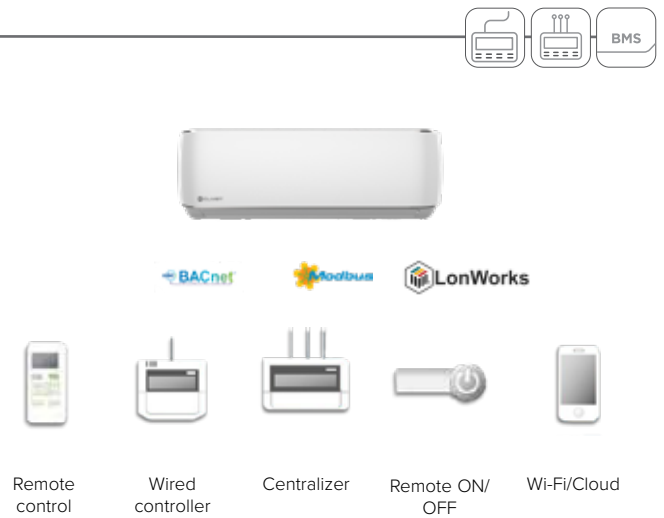 BMS
BACnet
Modbus
LonWorks
Remote control
Wired controller
Centralizer
Remote ON/
OFF
Wi-Fi/Cloud